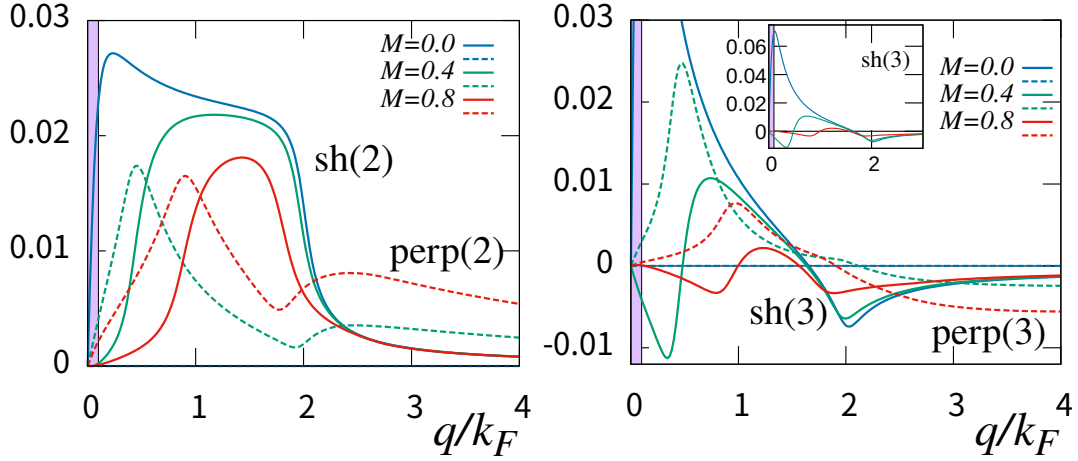 0.03
0.02
0.01
0
M=0.0
M=0.4
M=0.8
sh(2)
perp(2)
0 1 2 3 4
q/k_F
0.03
0.02
0.01
0
-0.01
0.06
0.04
0.02
0
sh(3)
0 2
M=0.0
M=0.4
M=0.8
sh(3)
perp(3)
0 1 2 3 4
q/k_F